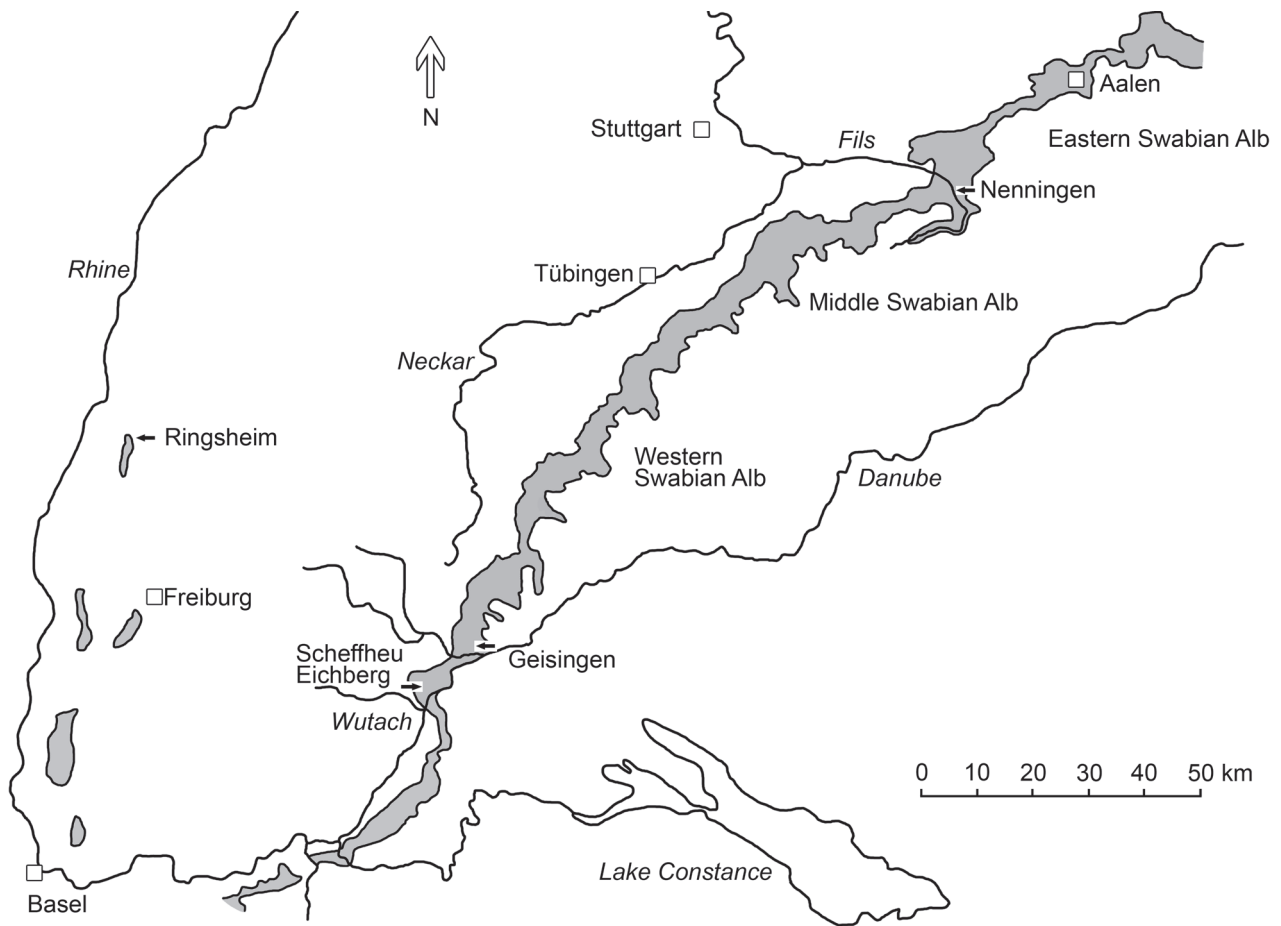 N
Aalen
Stuttgart
Fils
Eastern Swabian Alb
Nenningen
Rhine
Tübingen
Middle Swabian Alb
Neckar
Ringsheim
Western
Swabian Alb
Danube
Freiburg
Scheffheu
Eichberg
Geisingen
Wutach
0 10 20 30 40 50 km
Lake Constance
Basel